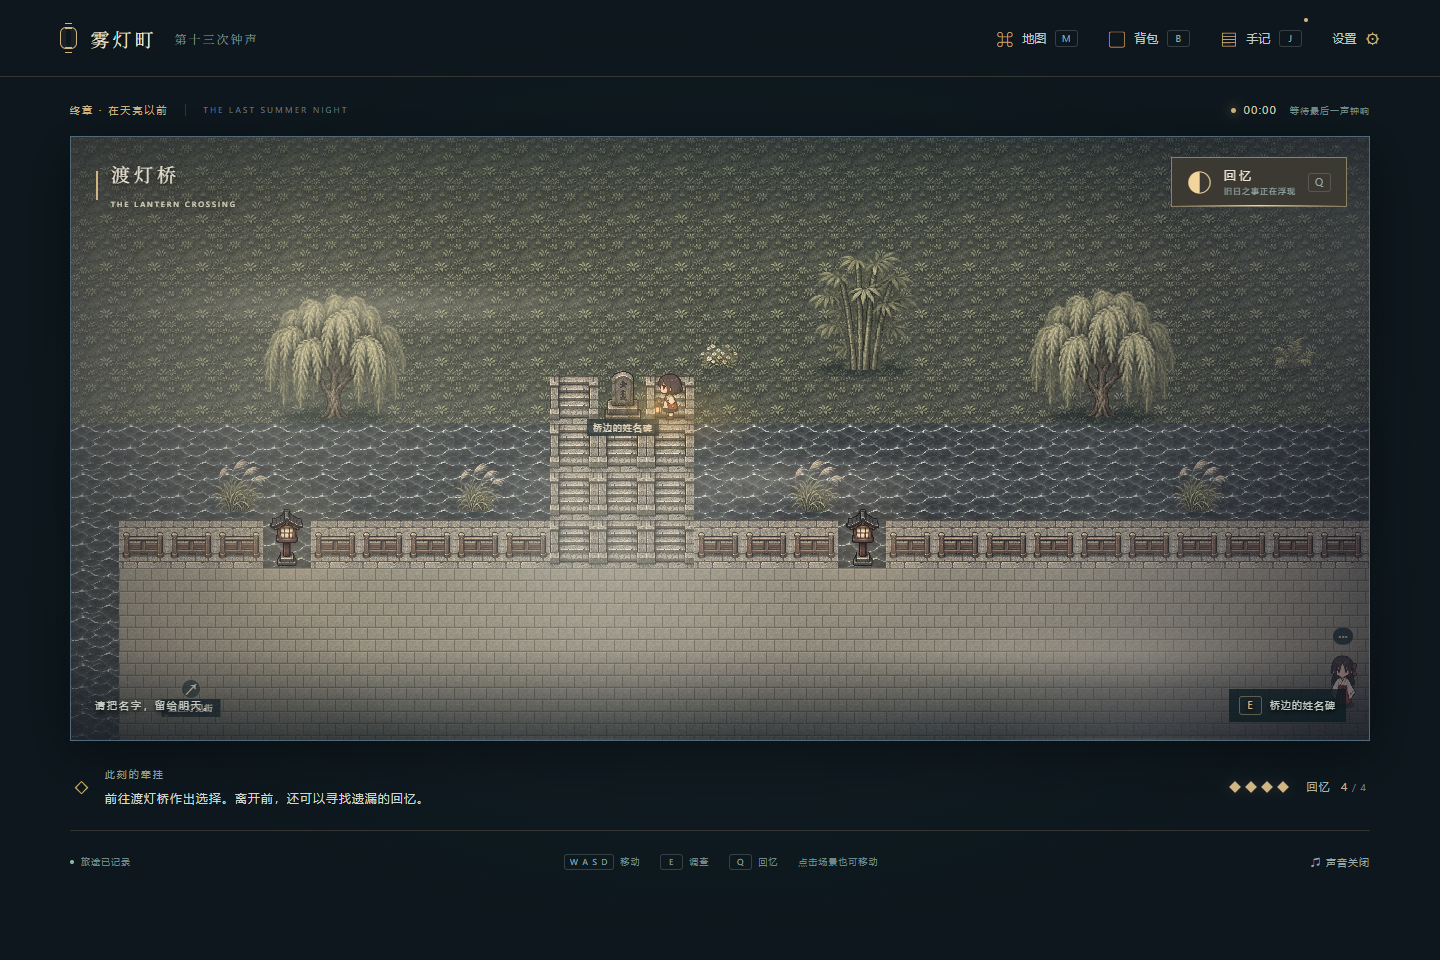 雾灯町 第十三次钟声
地图 M 背包 B 手记 J 设置
终章 · 在天亮以前 THE LAST SUMMER NIGHT
00:00 等待最后一声钟响
渡灯桥
THE LANTERN CROSSING
回忆
旧日之事正在浮现
Q
桥边的姓名碑
请把名字，留给明天。
E 桥边的姓名碑
此刻的牵挂
前往渡灯桥作出选择。离开前，还可以寻找遗漏的回忆。
回忆 4 / 4
旅途已记录
WASD 移动 E 调查 Q 回忆 点击场景也可移动
声音关闭